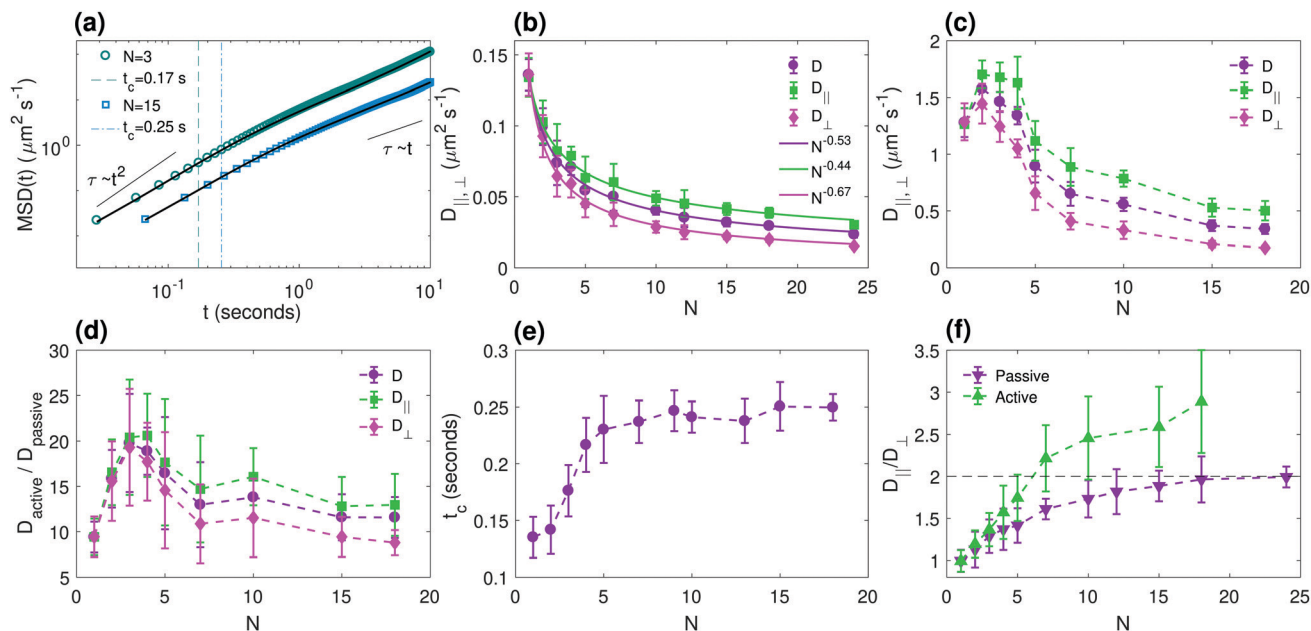 (a)
MSD(t) (μm² s⁻¹)
10⁰
N=3
t_c=0.17 s
N=15
t_c=0.25 s
τ ~t²
τ ~t
10⁻¹ 10⁰ 10¹
t (seconds)
(b)
D_||,⊥ (μm² s⁻¹)
0.15
0.1
0.05
0
D
D_||
D_⊥
N^-0.53
N^-0.44
N^-0.67
0 5 10 15 20 25
N
(c)
D_||,⊥ (μm² s⁻¹)
2
1.5
1
0.5
0
D
D_||
D_⊥
0 5 10 15 20
N
(d)
D_active / D_passive
30
25
20
15
10
5
D
D_||
D_⊥
0 5 10 15 20
N
(e)
t_c (seconds)
0.3
0.25
0.2
0.15
0.1
0 5 10 15 20
N
(f)
D_||/D_⊥
3.5
3
2.5
2
1.5
1
Passive
Active
0 5 10 15 20 25
N